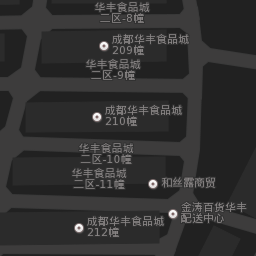 华丰食品城
二区-8幢
成都华丰食品城
209幢
华丰食品城
二区-9幢
成都华丰食品城
210幢
华丰食品城
二区-10幢
华丰食品城
二区-11幢
和丝露商贸
金涛百货华丰
配送中心
成都华丰食品城
212幢